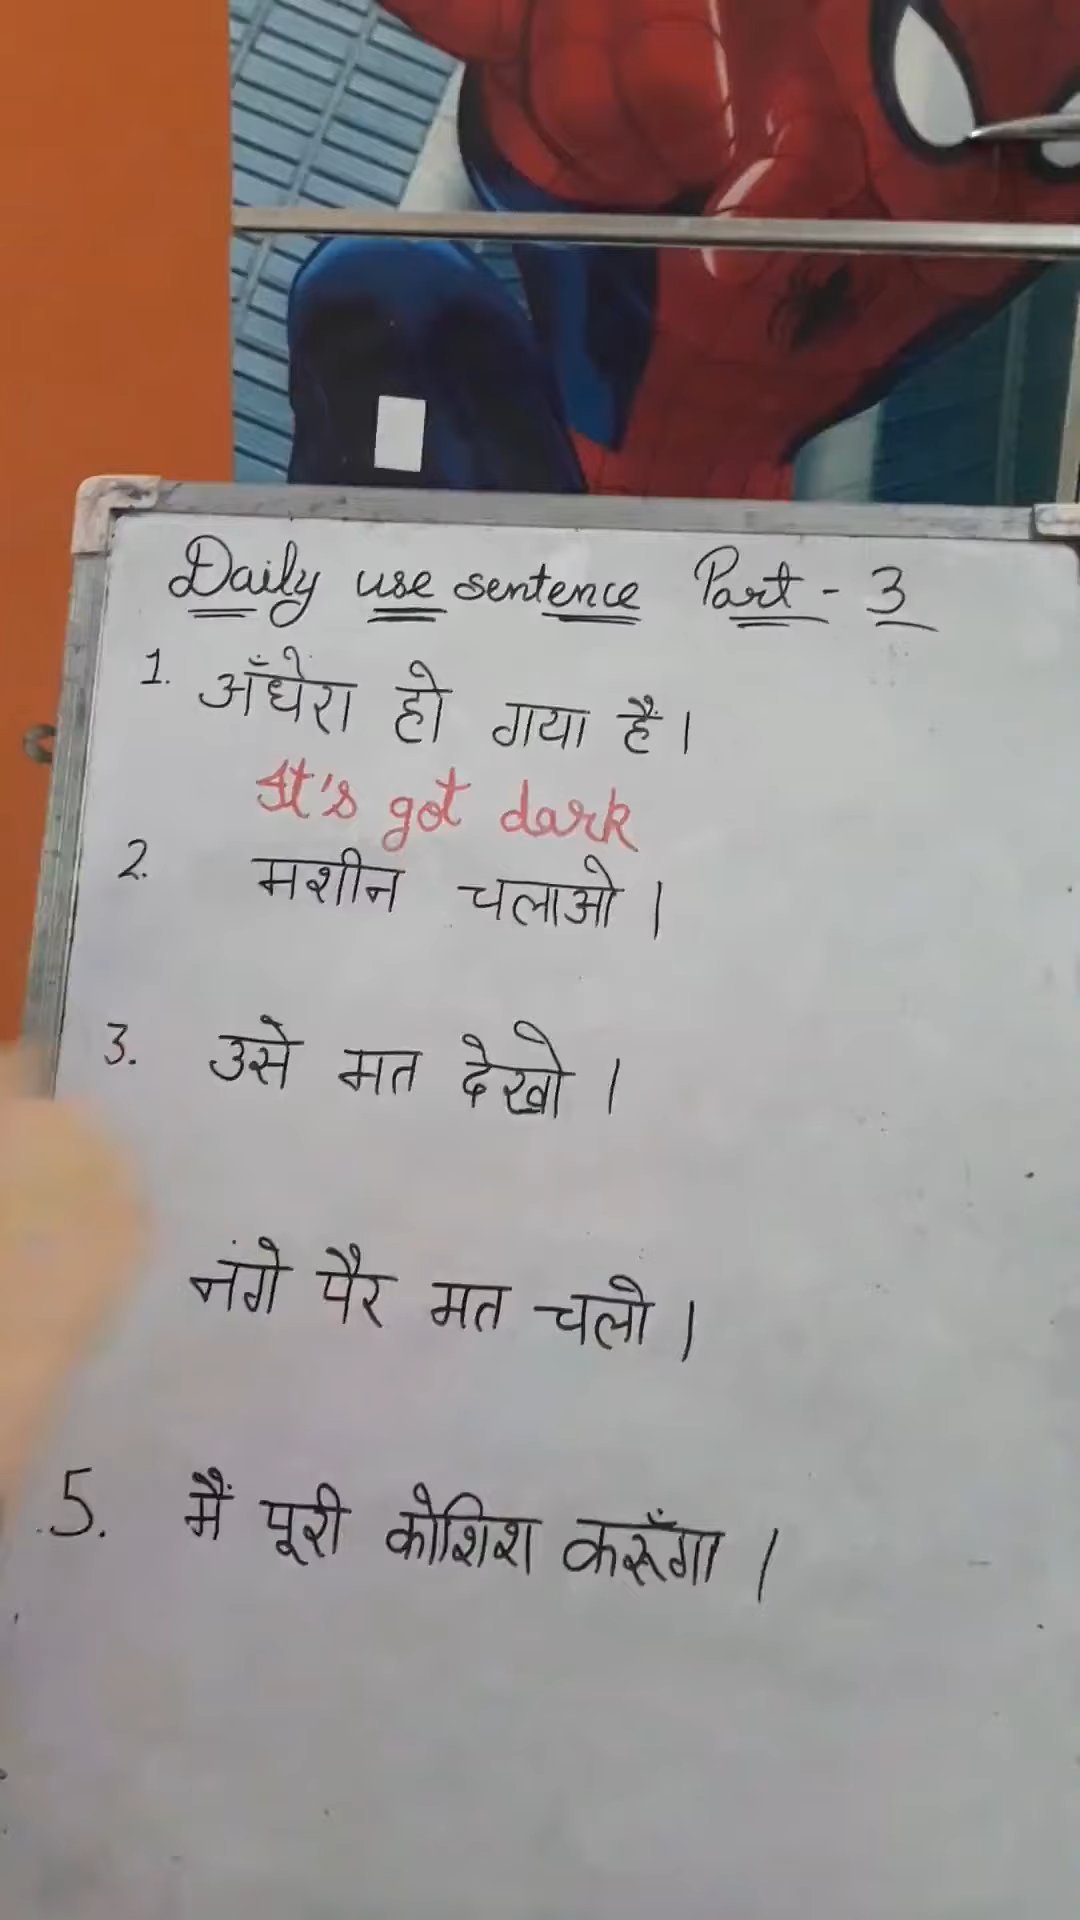 Daily use sentence Part - 3
1. अँधेरा हो गया है।
It's got dark
2. मशीन चलाओ।
3. उसे मत देखो।
नंगे पैर मत चलो।
5. मैं पूरी कोशिश करूँगा।